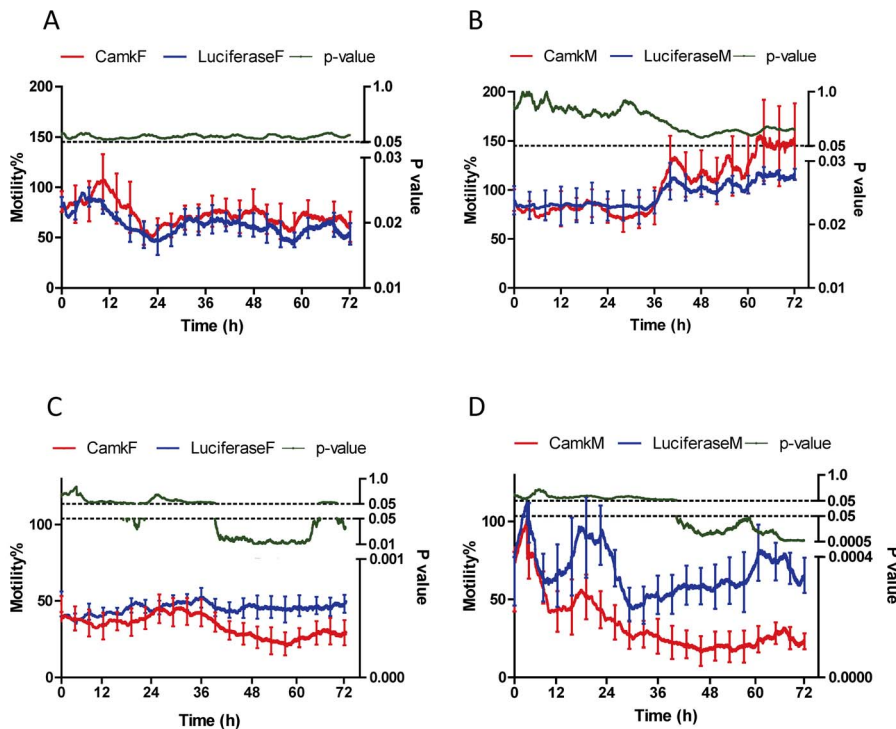 A
CamkF LuciferaseF p-value
200
150
100
50
0
Motility%
1.0
0.05
0.03
0.02
0.01
P value
0 12 24 36 48 60 72
Time (h)
B
CamkM LuciferaseM p-value
200
150
100
50
0
Motility%
1.0
0.05
0.03
0.02
0.01
P value
0 12 24 36 48 60 72
Time (h)
C
CamkF LuciferaseF p-value
100
50
0
Motility%
1.0
0.05
0.05
0.01
0.001
0.000
P value
0 12 24 36 48 60 72
Time (h)
D
CamkM LuciferaseM p-value
100
50
0
Motility%
1.0
0.05
0.05
0.0005
0.0004
0.0000
P value
0 12 24 36 48 60 72
Time (h)